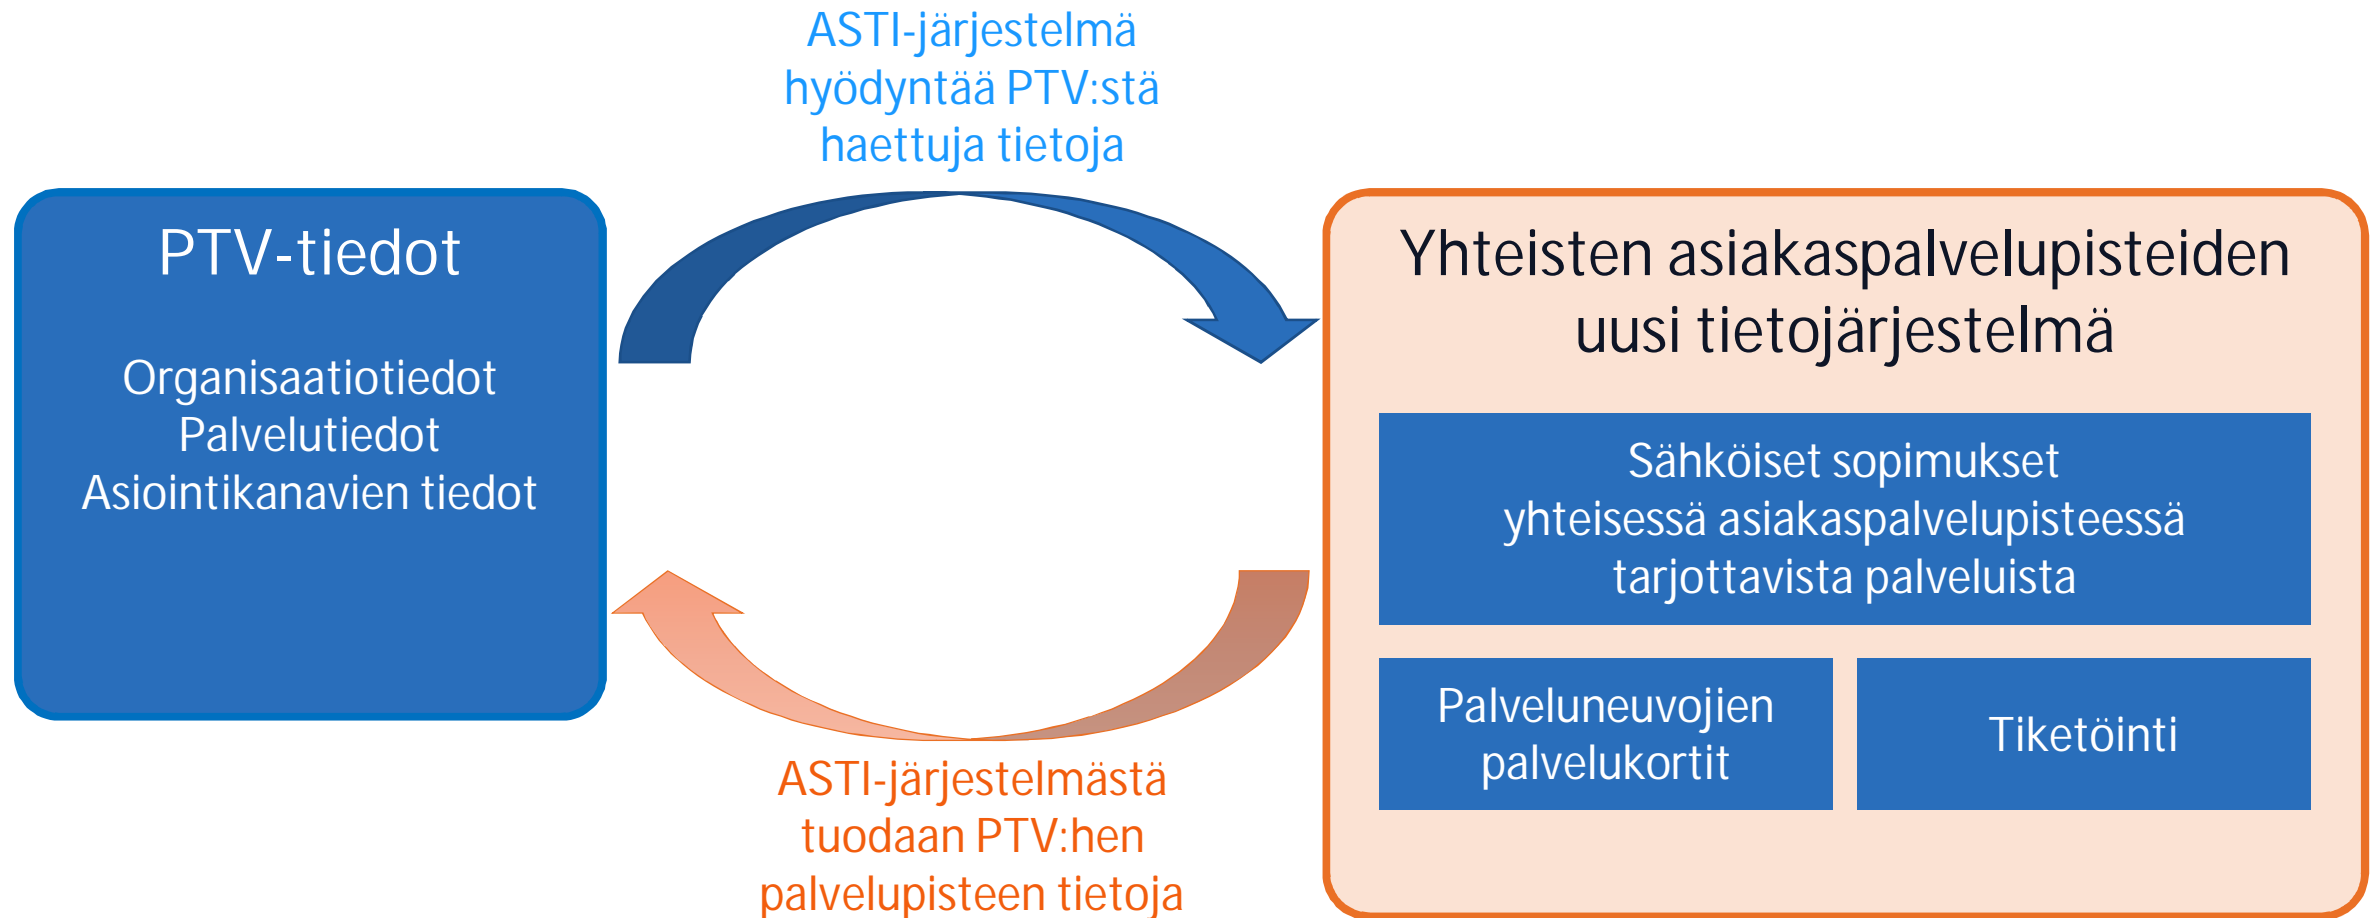 ASTI-järjestelmä
hyödyntää PTV:stä
haettuja tietoja
PTV-tiedot
Organisaatiotiedot
Palvelutiedot
Asiointikanavien tiedot
Yhteisten asiakaspalvelupisteiden
uusi tietojärjestelmä
Sähköiset sopimukset
yhteisessä asiakaspalvelupisteessä
tarjottavista palveluista
Palveluneuvojien
palvelukortit
Tiketöinti
ASTI-järjestelmästä
tuodaan PTV:hen
palvelupisteen tietoja